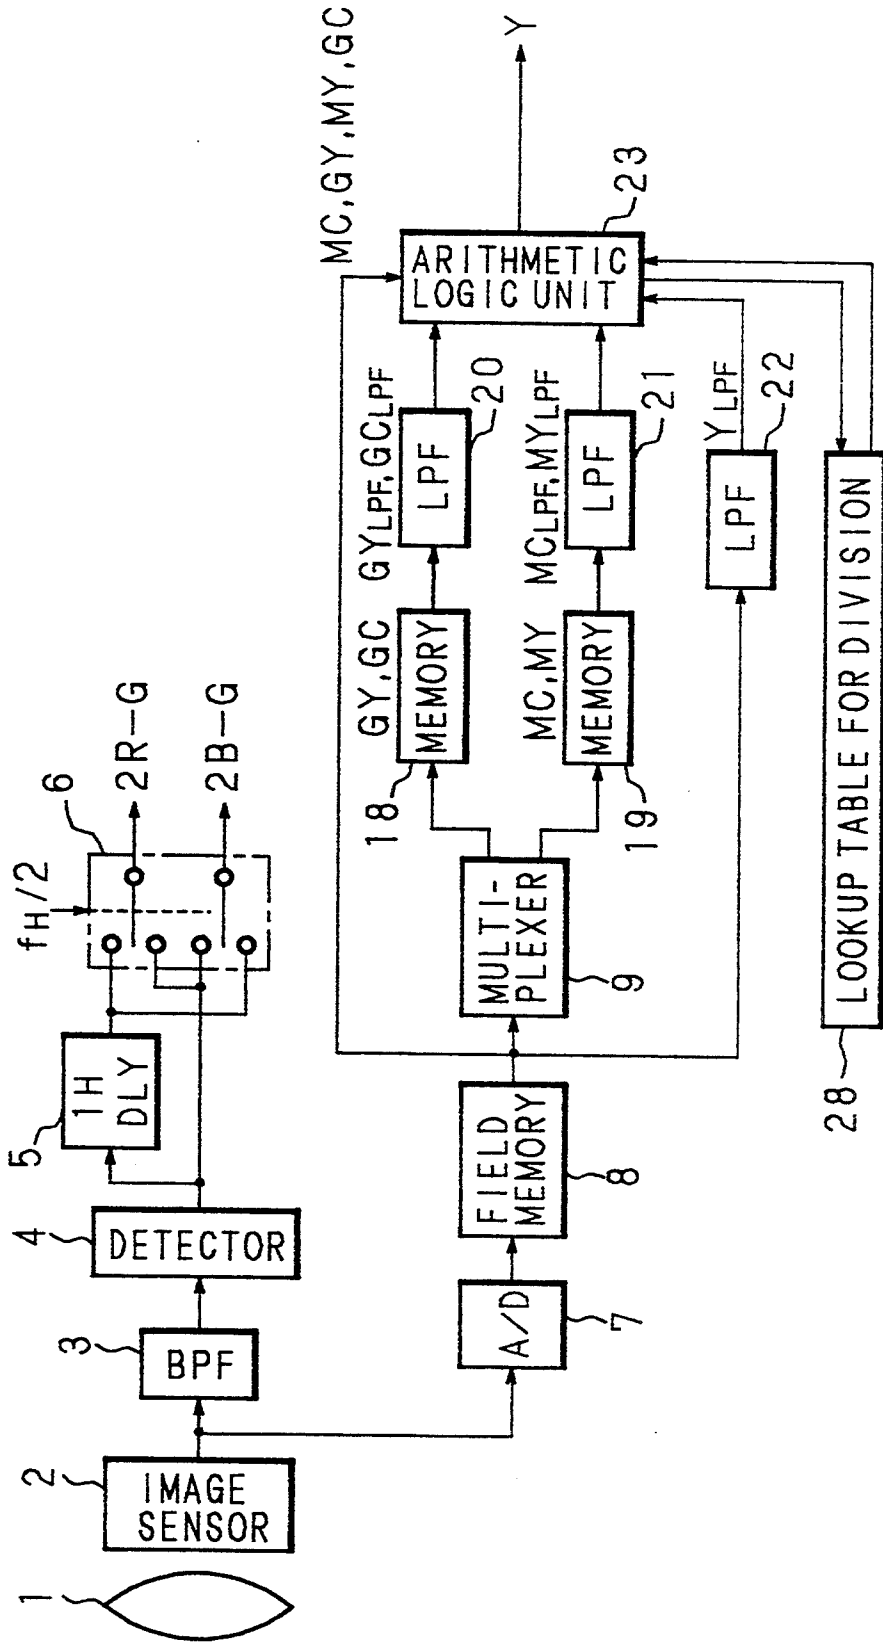 1
2
IMAGE
SENSOR
3
BPF
4
DETECTOR
5
1H
DLY
fH/2
6
2R-G
2B-G
7
A/D
8
FIELD
MEMORY
9
MULTI-
PLEXER
18
MEMORY
GY,GC
19
MEMORY
MC,MY
GYLPF,GCLPF
LPF
20
MCLPF,MYLPF
LPF
21
YLPF
LPF
22
MC,GY,MY,GC
ARITHMETIC
LOGIC UNIT
23
Y
28
LOOKUP TABLE FOR DIVISION